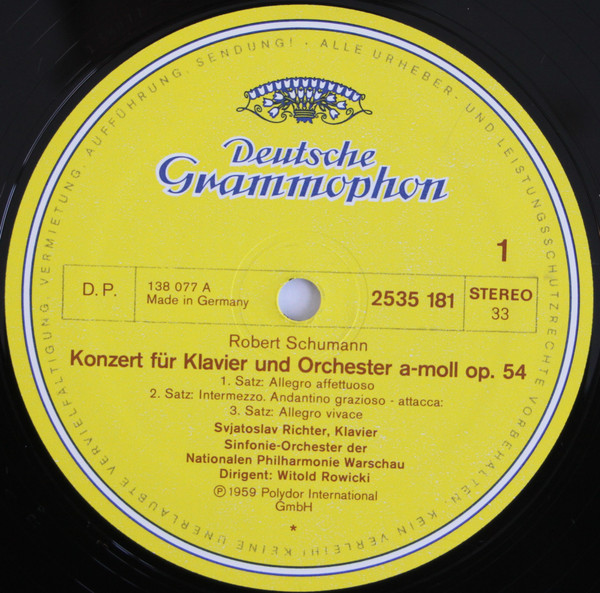 Deutsche
Grammophon
1
D. P.
138 077 A
Made in Germany
2535 181
STEREO
33
Robert Schumann
Konzert für Klavier und Orchester a-moll op. 54
1. Satz: Allegro affettuoso
2. Satz: Intermezzo. Andantino grazioso - attacca:
3. Satz: Allegro vivace
Svjatoslav Richter, Klavier
Sinfonie-Orchester der
Nationalen Philharmonie Warschau
Dirigent: Witold Rowicki
Ⓟ 1959 Polydor International
GmbH
*
ALLE URHEBER- UND LEISTUNGSSCHUTZRECHTE VORBEHALTEN. KEIN VERLEIH! KEINE UNERLAUBTE VERVIELFÄLTIGUNG, VERMIETUNG, AUFFÜHRUNG, SENDUNG! ·